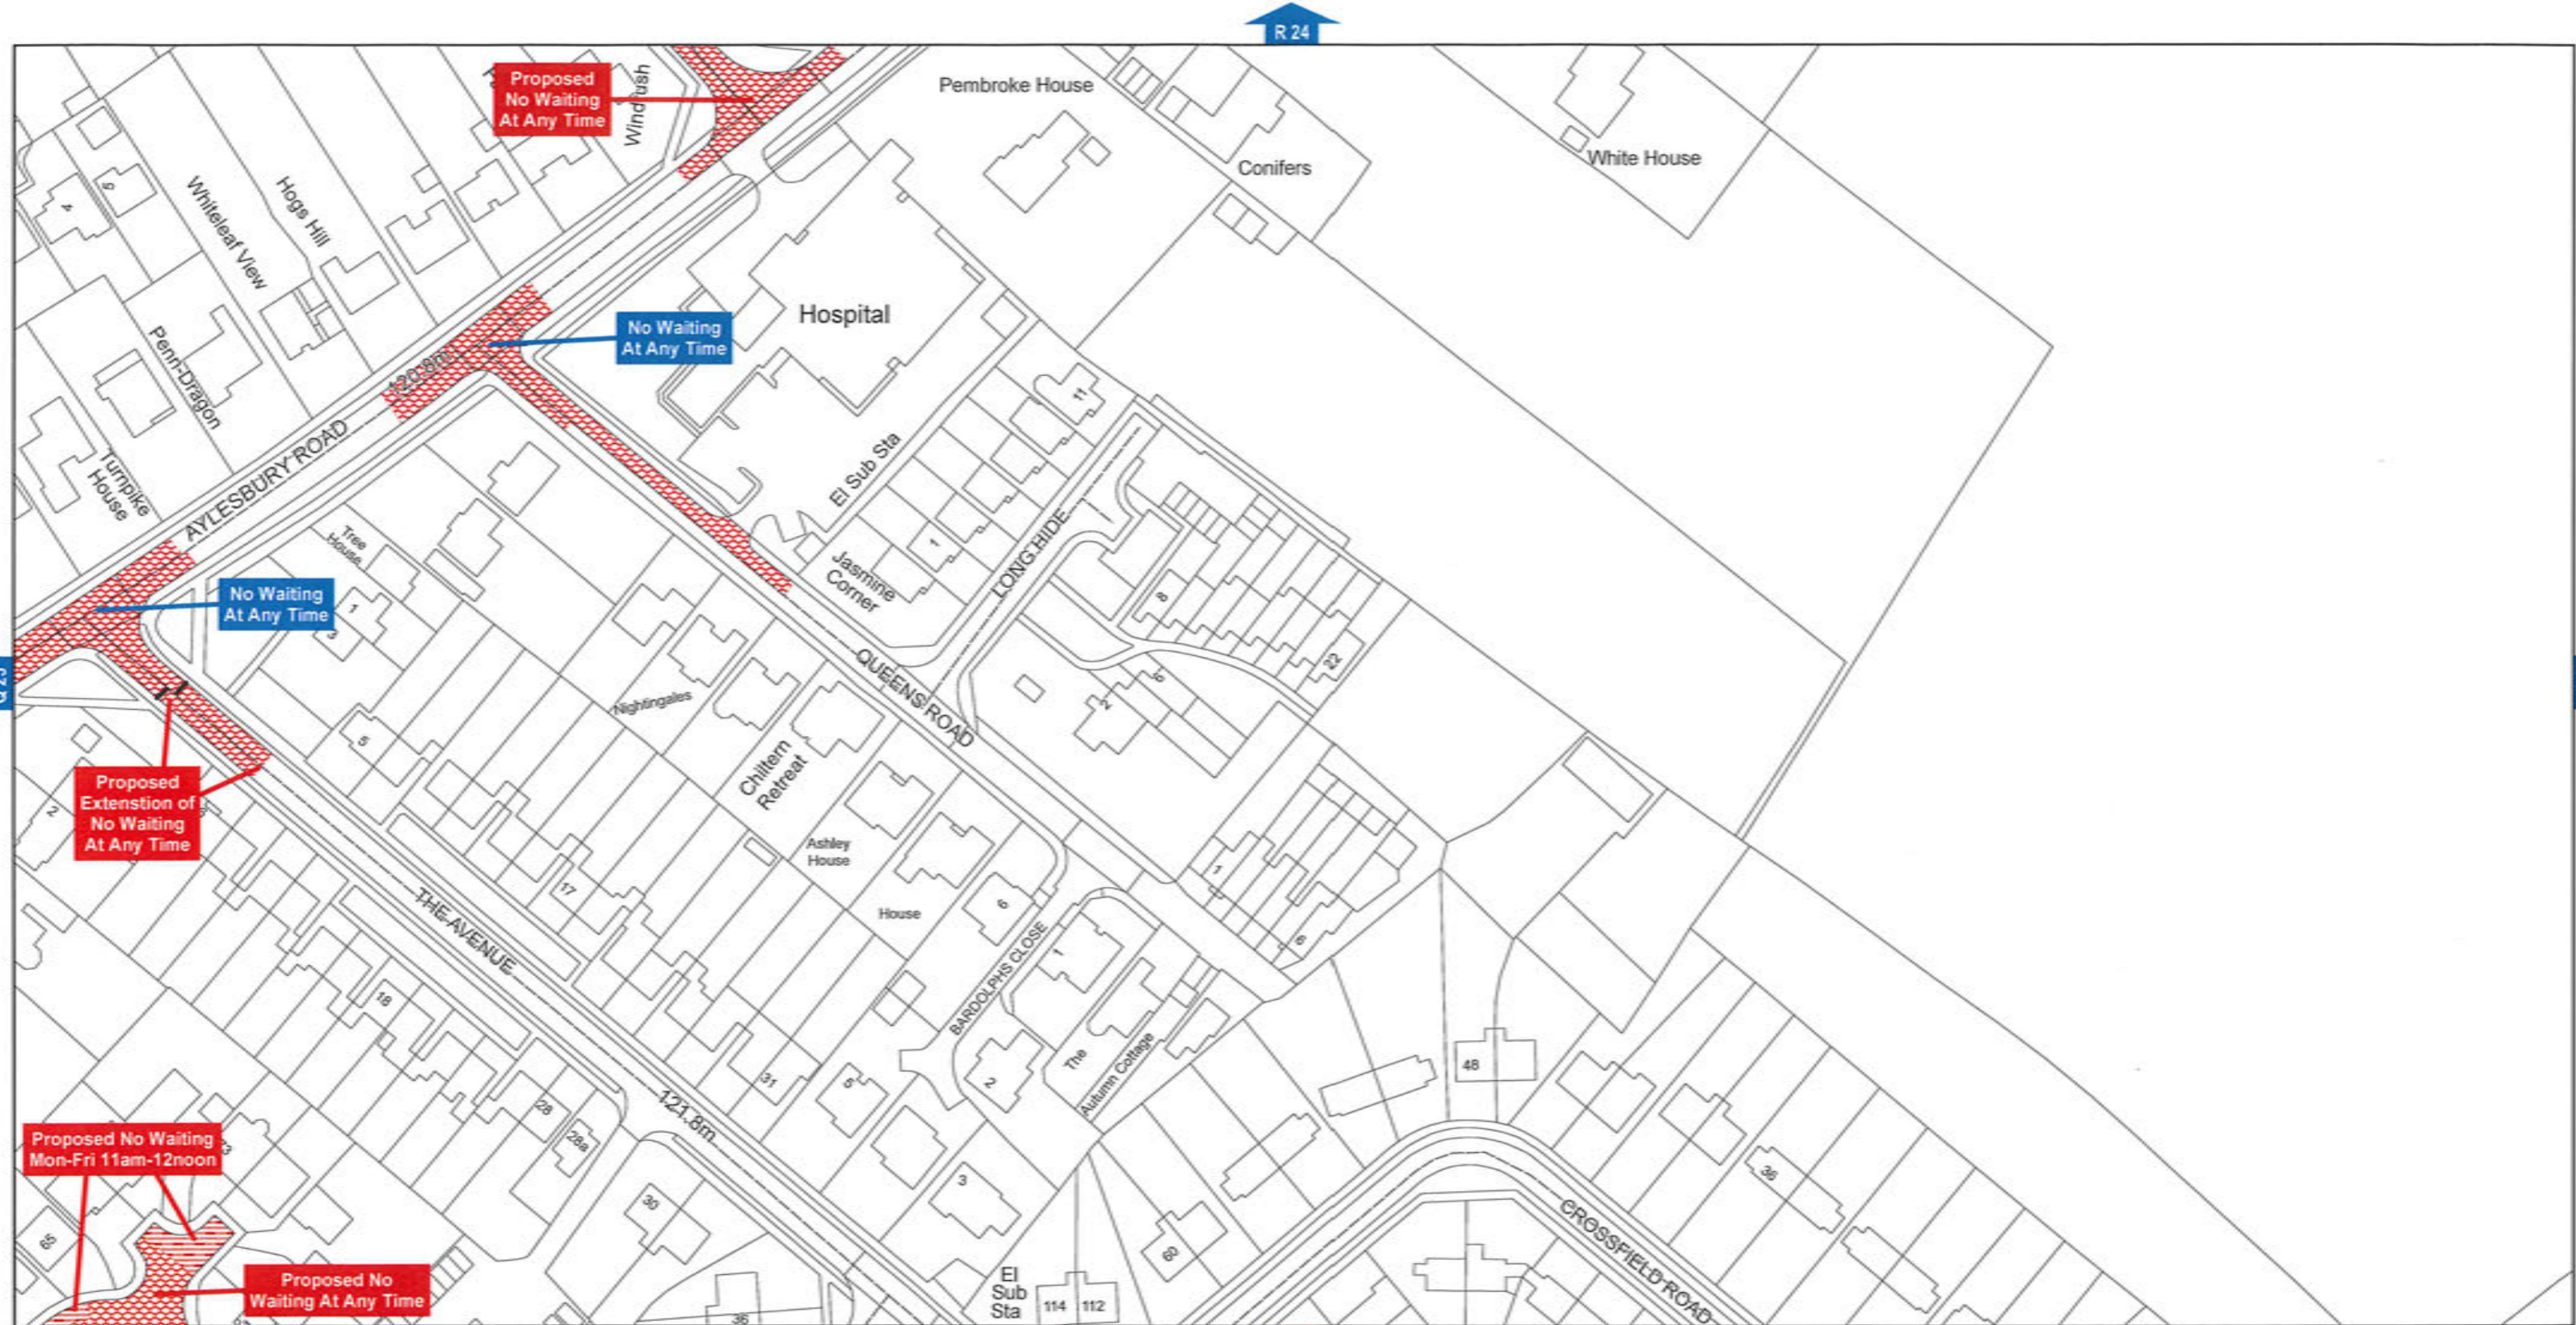 R 24
Proposed
No Waiting
At Any Time
Pembroke House
Conifers
White House
5
4
Whiteleaf View
Hogs Hill
Hospital
No Waiting
At Any Time
120.8m
Penn-Dragon
Turnpike
House
AYLESBURY ROAD
11
El Sub Sta
1
Jasmine
Corner
LONG HIDE
8
22
Tree
House
1
3
No Waiting
At Any Time
QUEENS ROAD
Nightingales
6
2
5
Chiltern
Retreat
Proposed
Extenstion of
No Waiting
At Any Time
2
Ashley
House
17
House
6
1
6
THE AVENUE
BARDOLPHS CLOSE
1
18
The
Autumn Cottage
2
48
31
5
28
28a
121.8m
Proposed No Waiting
Mon-Fri 11am-12noon
3
30
36
65
60
CROSSFIELD ROAD
Proposed No
Waiting At Any Time
El
Sub
Sta
114
112
36